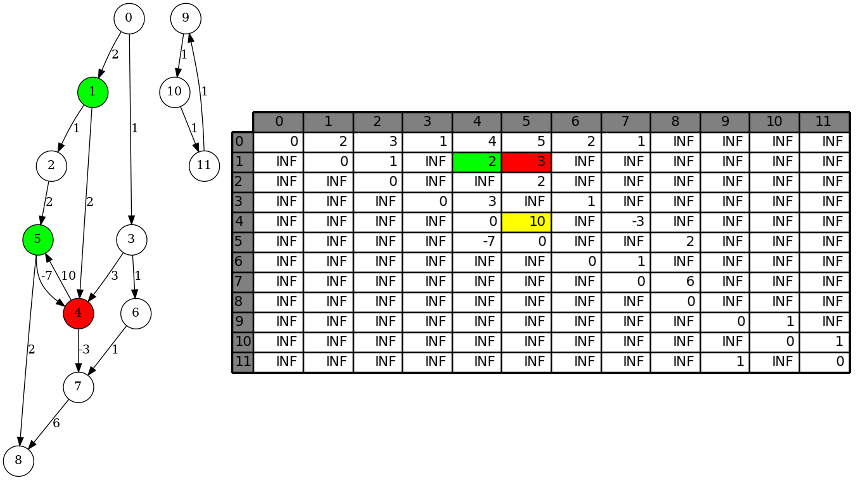 0
9
2
1
1
10
1
1
1
1
2
11
2
2
5
3
-7
10
3
1
4
6
2
-3
1
7
6
8
0 1 2 3 4 5 6 7 8 9 10 11
0 0 2 3 1 4 5 2 1 INF INF INF INF
1 INF 0 1 INF 2 3 INF INF INF INF INF INF
2 INF INF 0 INF INF 2 INF INF INF INF INF INF
3 INF INF INF 0 3 INF 1 INF INF INF INF INF
4 INF INF INF INF 0 10 INF -3 INF INF INF INF
5 INF INF INF INF -7 0 INF INF 2 INF INF INF
6 INF INF INF INF INF INF 0 1 INF INF INF INF
7 INF INF INF INF INF INF INF 0 6 INF INF INF
8 INF INF INF INF INF INF INF INF 0 INF INF INF
9 INF INF INF INF INF INF INF INF INF 0 1 INF
10 INF INF INF INF INF INF INF INF INF INF 0 1
11 INF INF INF INF INF INF INF INF INF 1 INF 0